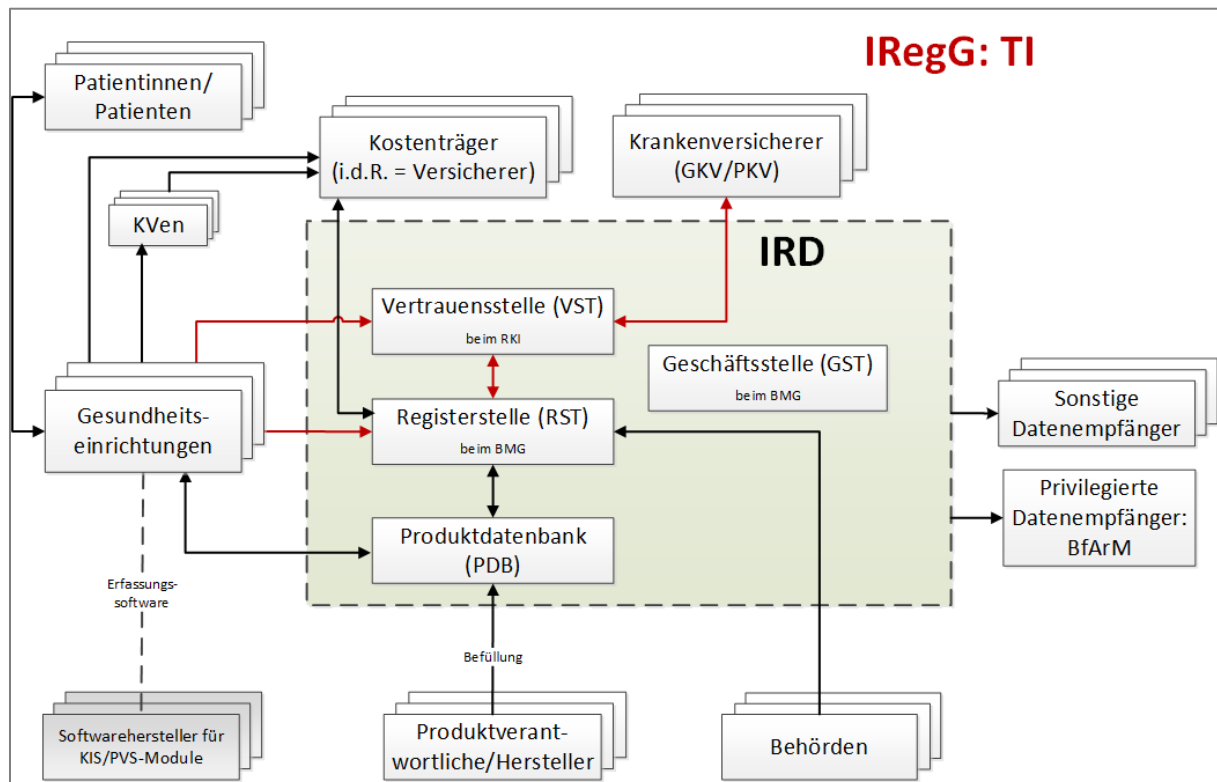 IRegG: TI
Patientinnen/
Patienten
Kostenträger
(i.d.R. = Versicherer)
Krankenversicherer
(GKV/PKV)
KVen
IRD
Vertrauensstelle (VST)
beim RKI
Geschäftsstelle (GST)
beim BMG
Gesundheits-
einrichtungen
Registerstelle (RST)
beim BMG
Sonstige
Datenempfänger
Privilegierte
Datenempfänger:
BfArM
Produktdatenbank
(PDB)
Erfassungs-
software
Befüllung
Softwarehersteller für
KIS/PVS-Module
Produktverant-
wortliche/Hersteller
Behörden